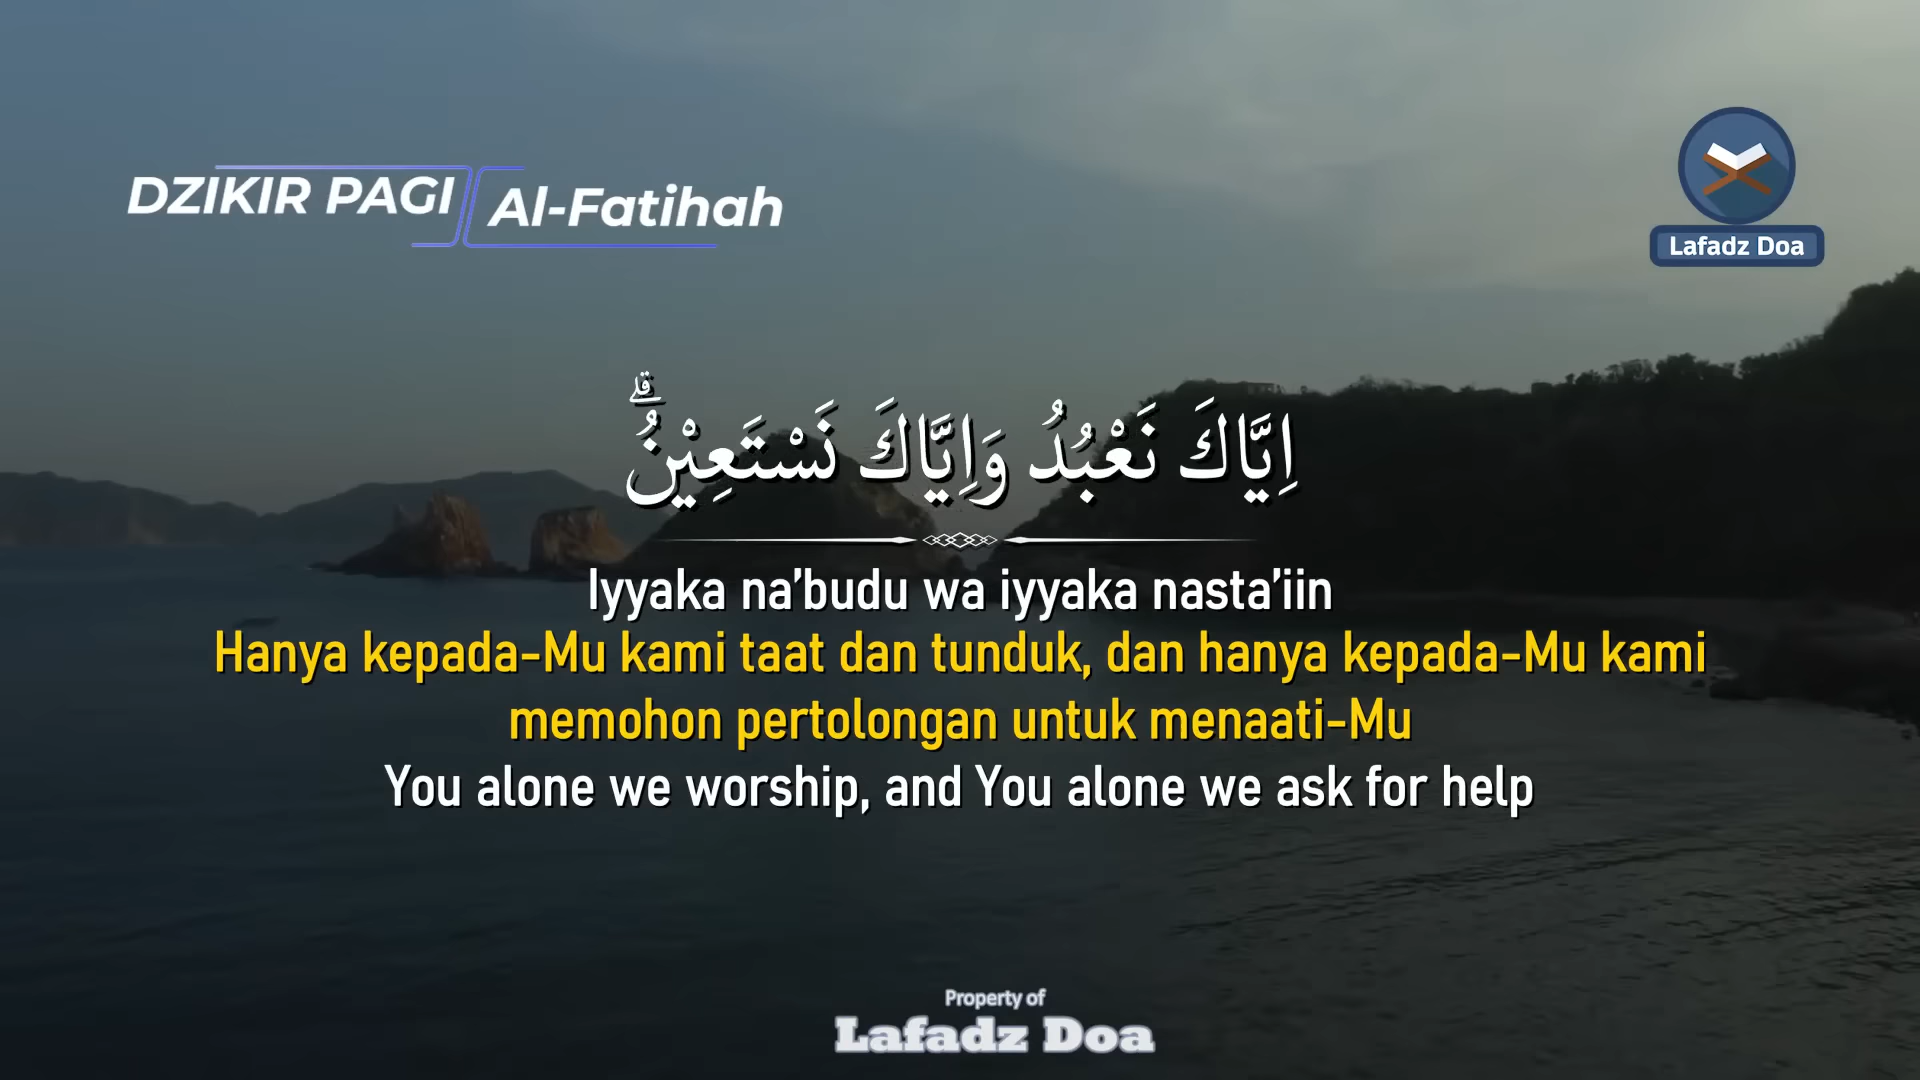 DZIKIR PAGI
Al-Fatihah
Lafadz Doa
اِيَّاكَ نَعْبُدُ وَاِيَّاكَ نَسْتَعِيْنُۗ
Iyyaka na’budu wa iyyaka nasta’iin
Hanya kepada-Mu kami taat dan tunduk, dan hanya kepada-Mu kami
memohon pertolongan untuk menaati-Mu
You alone we worship, and You alone we ask for help
Property of
Lafadz Doa